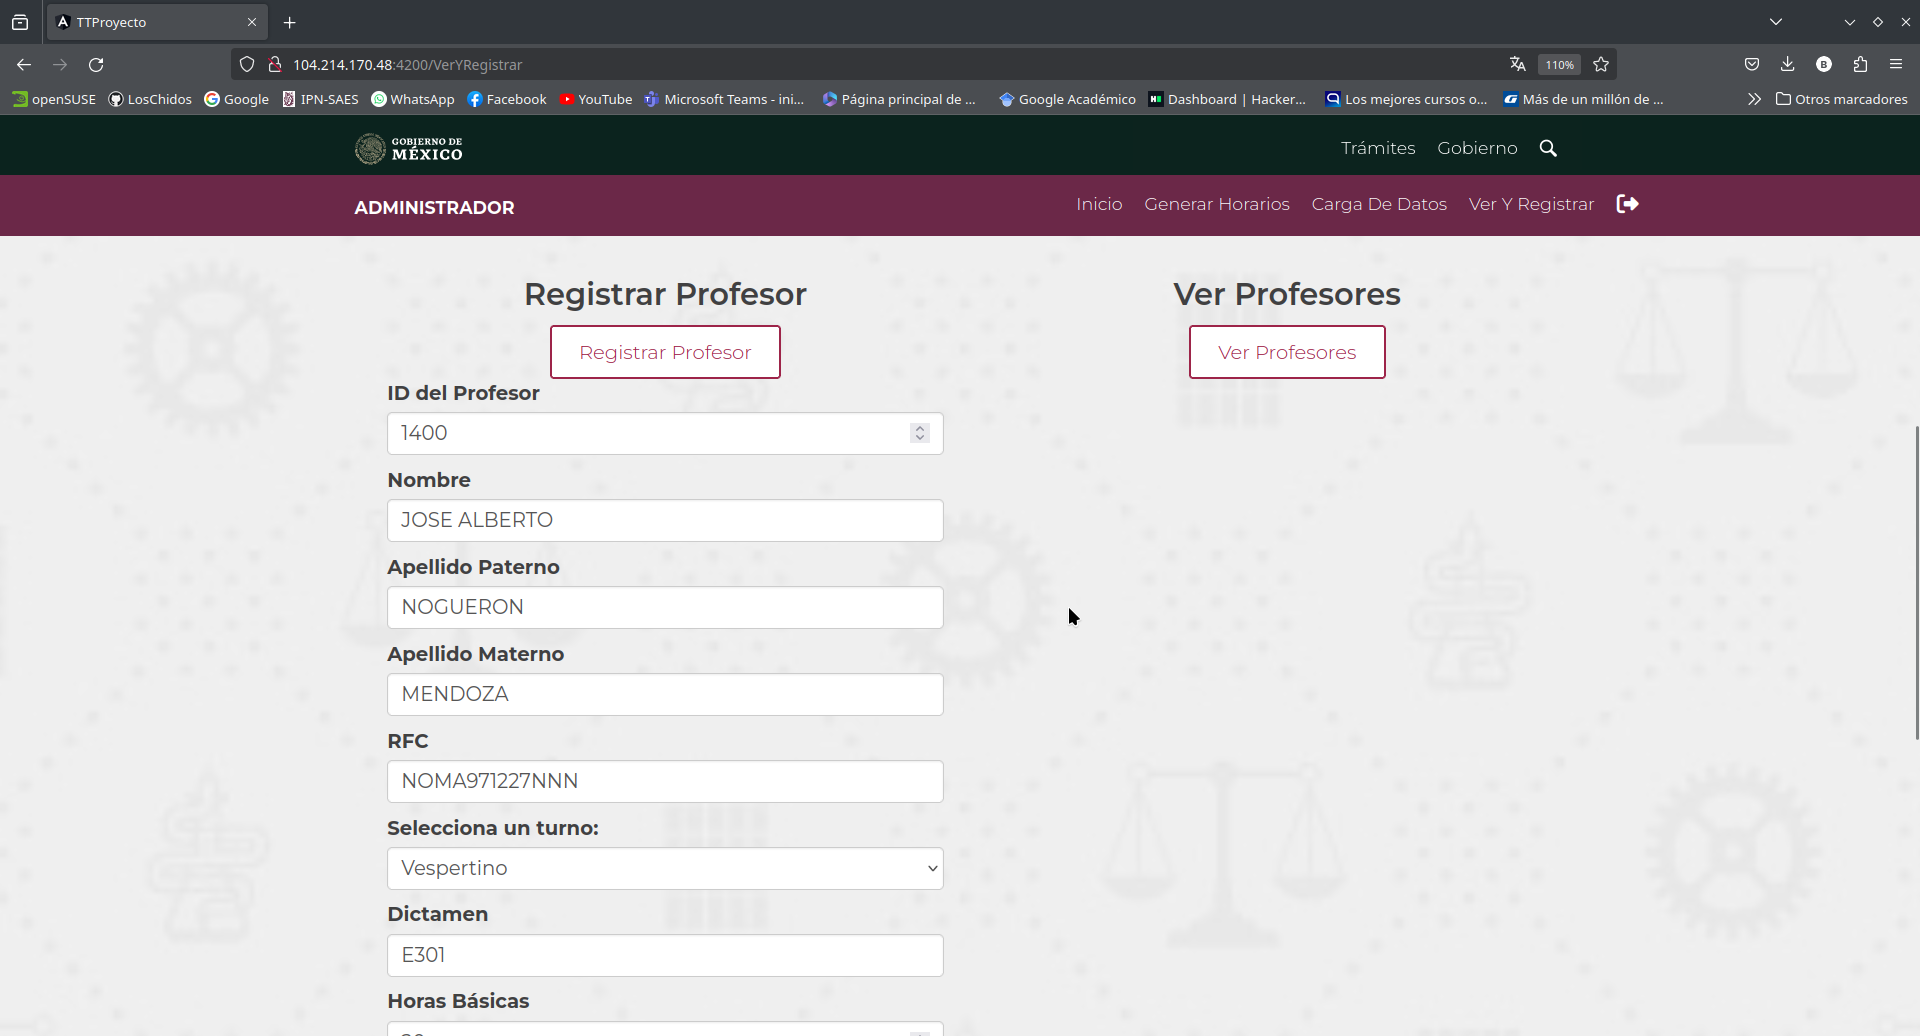 TTProyecto
104.214.170.48:4200/VerYRegistrar
110%
openSUSE LosChidos Google IPN-SAES WhatsApp Facebook YouTube Microsoft Teams - ini... Página principal de ... Google Académico Dashboard | Hacker... Los mejores cursos o... Más de un millón de ... Otros marcadores
GOBIERNO DE
MÉXICO
Trámites Gobierno
ADMINISTRADOR
Inicio Generar Horarios Carga De Datos Ver Y Registrar
Registrar Profesor
Registrar Profesor
Ver Profesores
Ver Profesores
ID del Profesor
1400
Nombre
JOSE ALBERTO
Apellido Paterno
NOGUERON
Apellido Materno
MENDOZA
RFC
NOMA971227NNN
Selecciona un turno:
Vespertino
Dictamen
E301
Horas Básicas